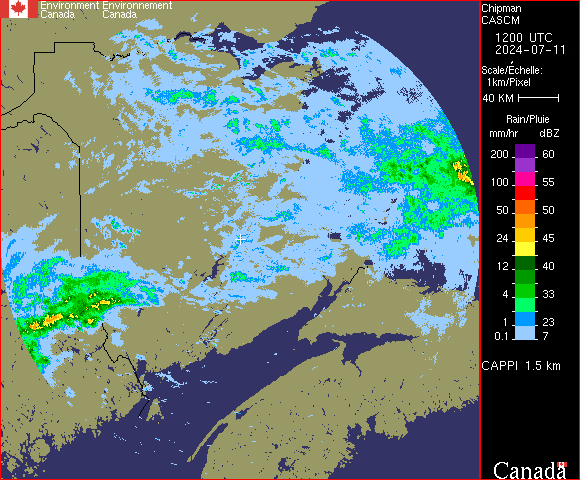 Environment Environnement
Canada Canada
Chipman
CASCM
1200 UTC
2024-07-11
Scale/Échelle:
1km/Pixel
40 KM
Rain/Pluie
mm/hr dBZ
200 60
100 55
50 50
24 45
12 40
4 33
2 23
0.1 7
CAPPI 1.5 km
Canada